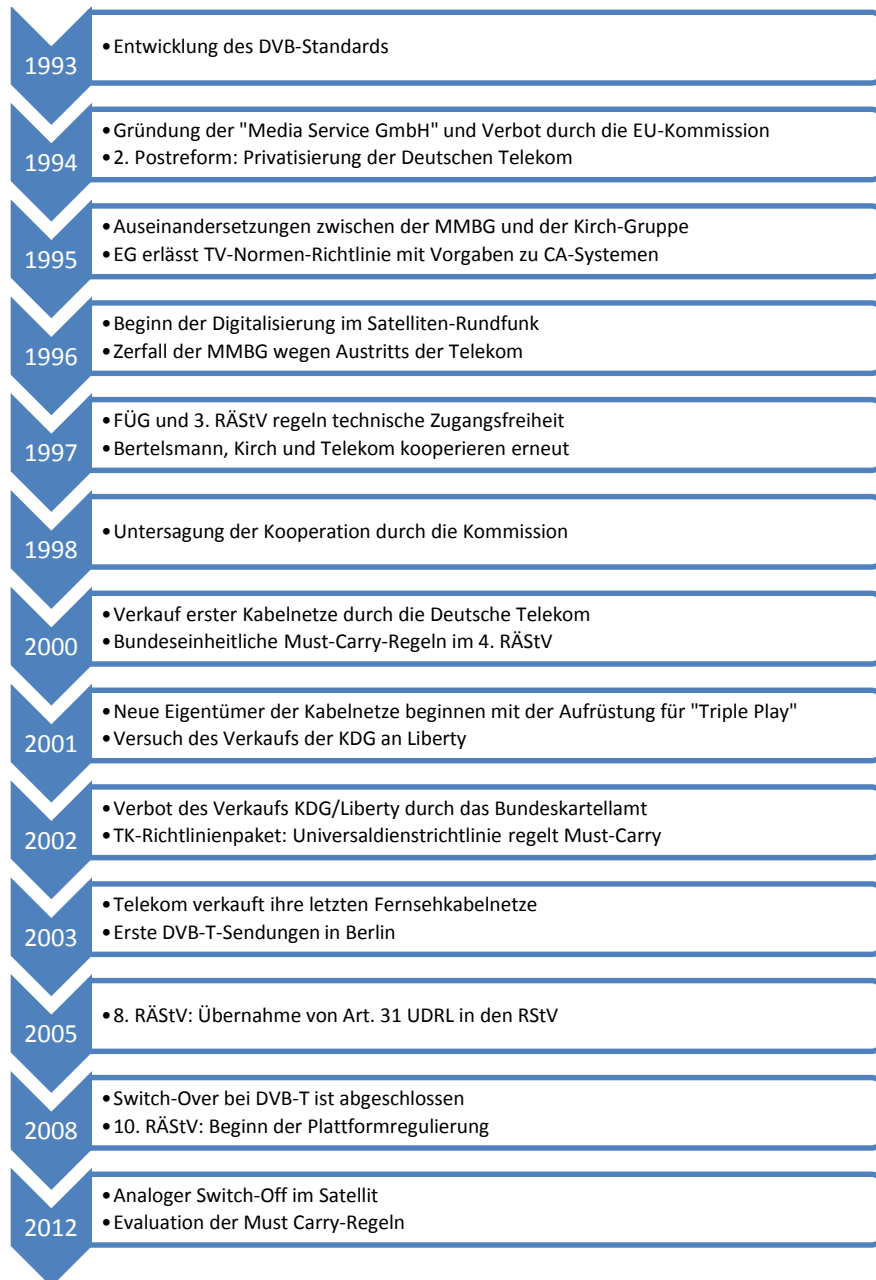 1993
•Entwicklung des DVB-Standards
1994
•Gründung der "Media Service GmbH" und Verbot durch die EU-Kommission
•2. Postreform: Privatisierung der Deutschen Telekom
1995
•Auseinandersetzungen zwischen der MMBG und der Kirch-Gruppe
•EG erlässt TV-Normen-Richtlinie mit Vorgaben zu CA-Systemen
1996
•Beginn der Digitalisierung im Satelliten-Rundfunk
•Zerfall der MMBG wegen Austritts der Telekom
1997
•FÜG und 3. RÄStV regeln technische Zugangsfreiheit
•Bertelsmann, Kirch und Telekom kooperieren erneut
1998
•Untersagung der Kooperation durch die Kommission
2000
•Verkauf erster Kabelnetze durch die Deutsche Telekom
•Bundeseinheitliche Must-Carry-Regeln im 4. RÄStV
2001
•Neue Eigentümer der Kabelnetze beginnen mit der Aufrüstung für "Triple Play"
•Versuch des Verkaufs der KDG an Liberty
2002
•Verbot des Verkaufs KDG/Liberty durch das Bundeskartellamt
•TK-Richtlinienpaket: Universaldienstrichtlinie regelt Must-Carry
2003
•Telekom verkauft ihre letzten Fernsehkabelnetze
•Erste DVB-T-Sendungen in Berlin
2005
•8. RÄStV: Übernahme von Art. 31 UDRL in den RStV
2008
•Switch-Over bei DVB-T ist abgeschlossen
•10. RÄStV: Beginn der Plattformregulierung
2012
•Analoger Switch-Off im Satellit
•Evaluation der Must Carry-Regeln